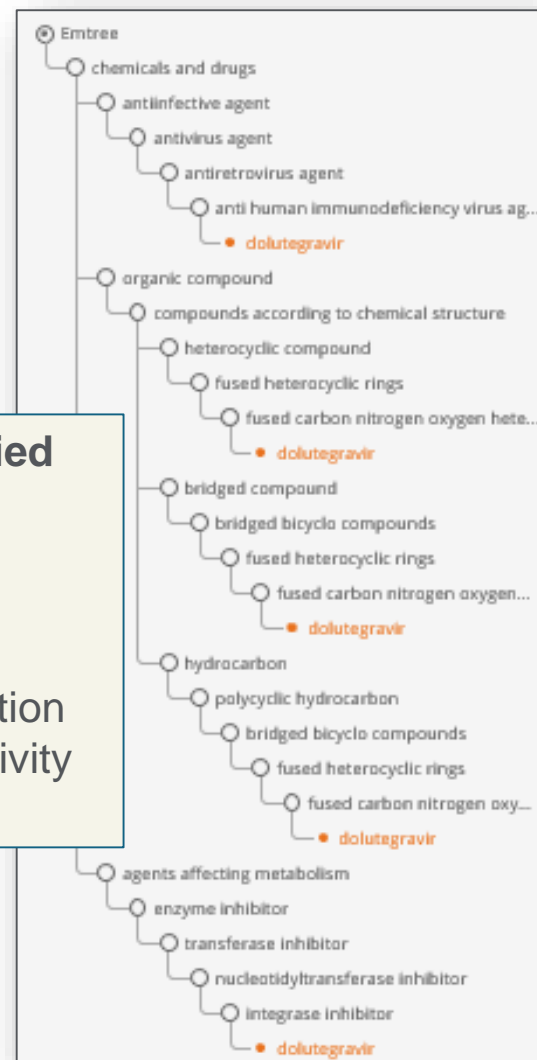 Emtree
chemicals and drugs
antiinfective agent
antivirus agent
antiretrovirus agent
anti human immunodeficiency virus ag...
dolutegravir
organic compound
compounds according to chemical structure
heterocyclic compound
fused heterocyclic rings
fused carbon nitrogen oxygen hete...
dolutegravir
bridged compound
bridged bicyclo compounds
fused heterocyclic rings
fused carbon nitrogen oxygen...
dolutegravir
hydrocarbon
polycyclic hydrocarbon
bridged bicyclo compounds
fused heterocyclic rings
fused carbon nitrogen oxy...
dolutegravir
agents affecting metabolism
enzyme inhibitor
transferase inhibitor
nucleotidyltransferase inhibitor
integrase inhibitor
dolutegravir
ied
tion
ivity